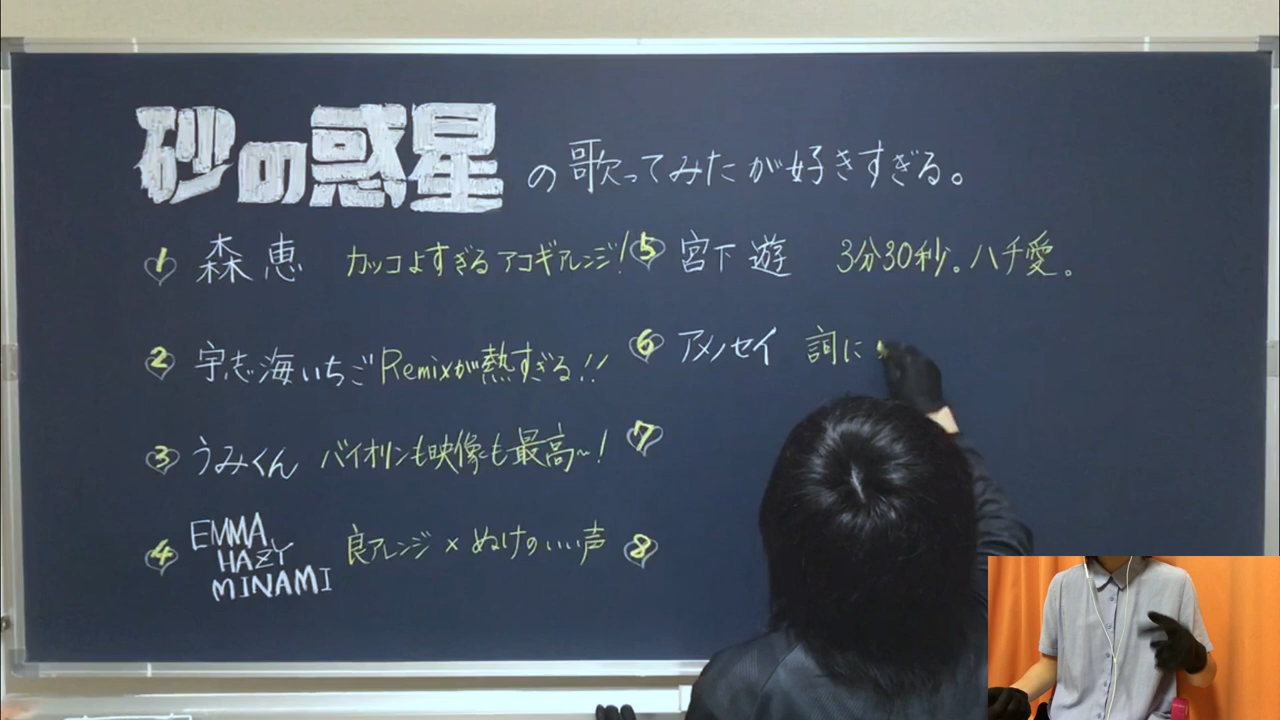 砂の惑星の歌ってみたが好きすぎる。
1 森恵 カッコよすぎるアコギアレンジ!
2 宇志海いちご Remixが熱すぎる!!
3 うみくん バイオリンも映像も最高~!
4 EMMA HAZY MINAMI 良アレンジ×ぬけのいい声
5 宮下遊 3分30秒。ハチ愛。
6 アメノセイ 詞に
7
8